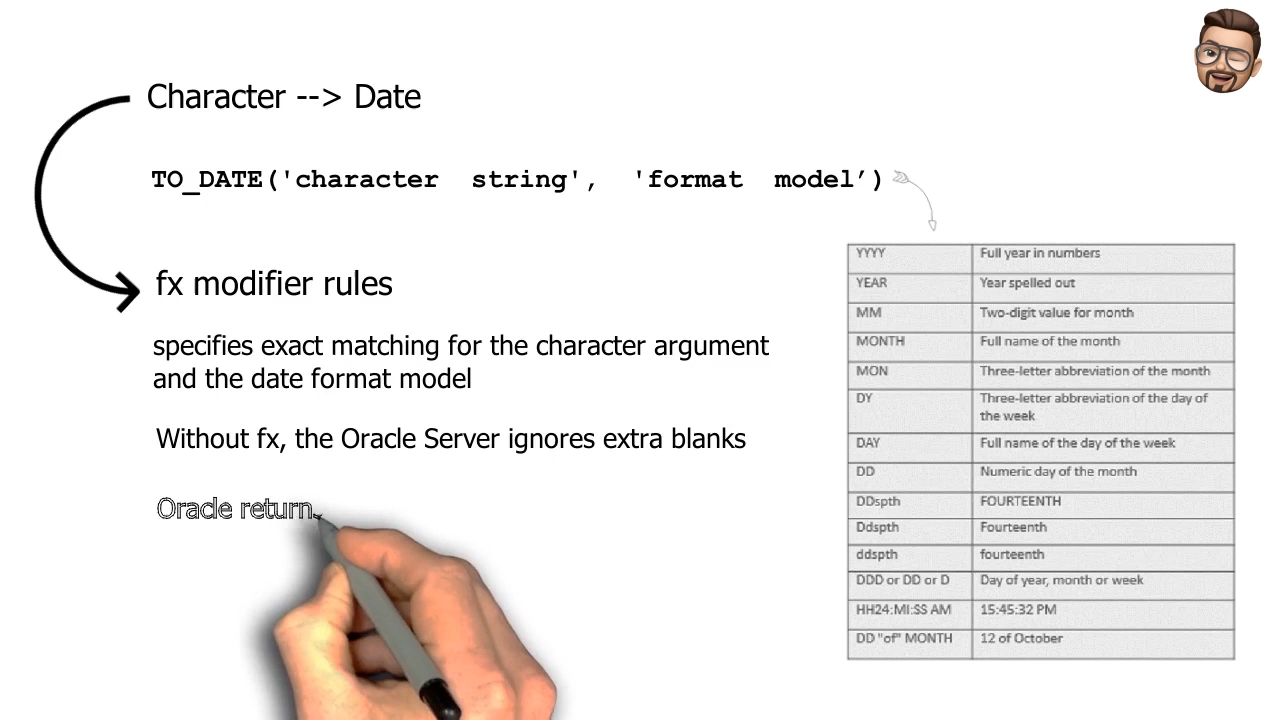 Character --> Date
TO_DATE('character string', 'format model’)
fx modifier rules
specifies exact matching for the character argument
and the date format model
Without fx, the Oracle Server ignores extra blanks
Oracle return
YYYY Full year in numbers
YEAR Year spelled out
MM Two-digit value for month
MONTH Full name of the month
MON Three-letter abbreviation of the month
DY Three-letter abbreviation of the day of
the week
DAY Full name of the day of the week
DD Numeric day of the month
DDspth FOURTEENTH
Ddspth Fourteenth
ddspth fourteenth
DDD or DD or D Day of year, month or week
HH24:MI:SS AM 15:45:32 PM
DD "of" MONTH 12 of October